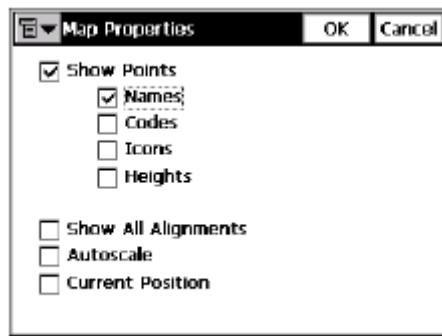 Map Properties OK Cancel
Show Points
Names
Codes
Icons
Heights
Show All Alignments
Autoscale
Current Position